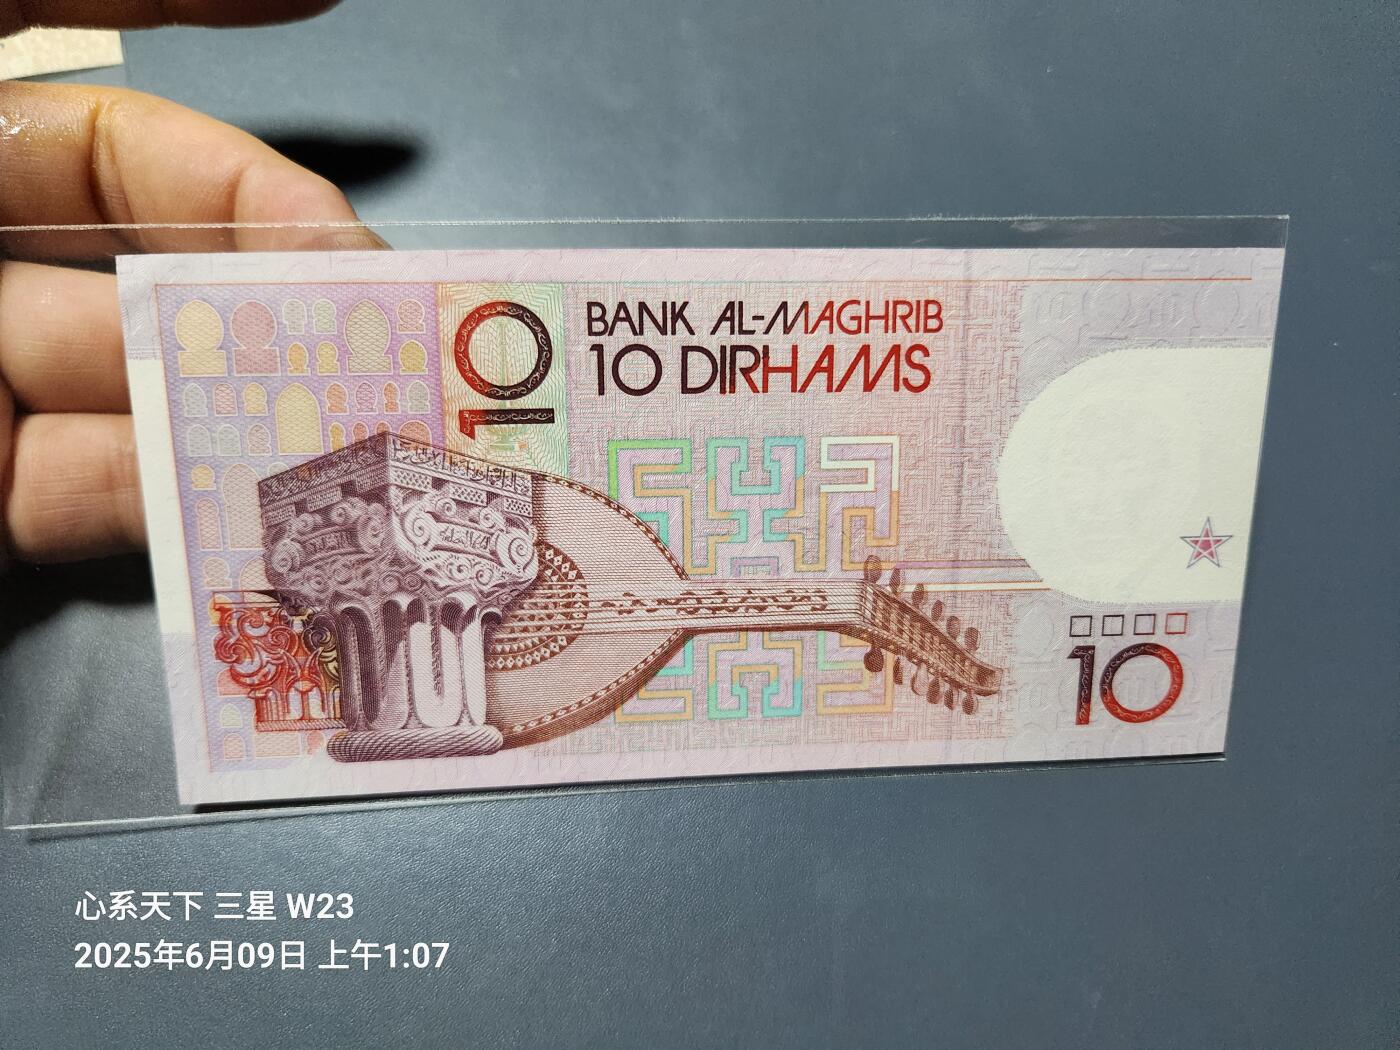 10
BANK AL-MAGHRIB
10 DIRHAMS
10
心系天下 三星 W23
2025年6月09日 上午1:07